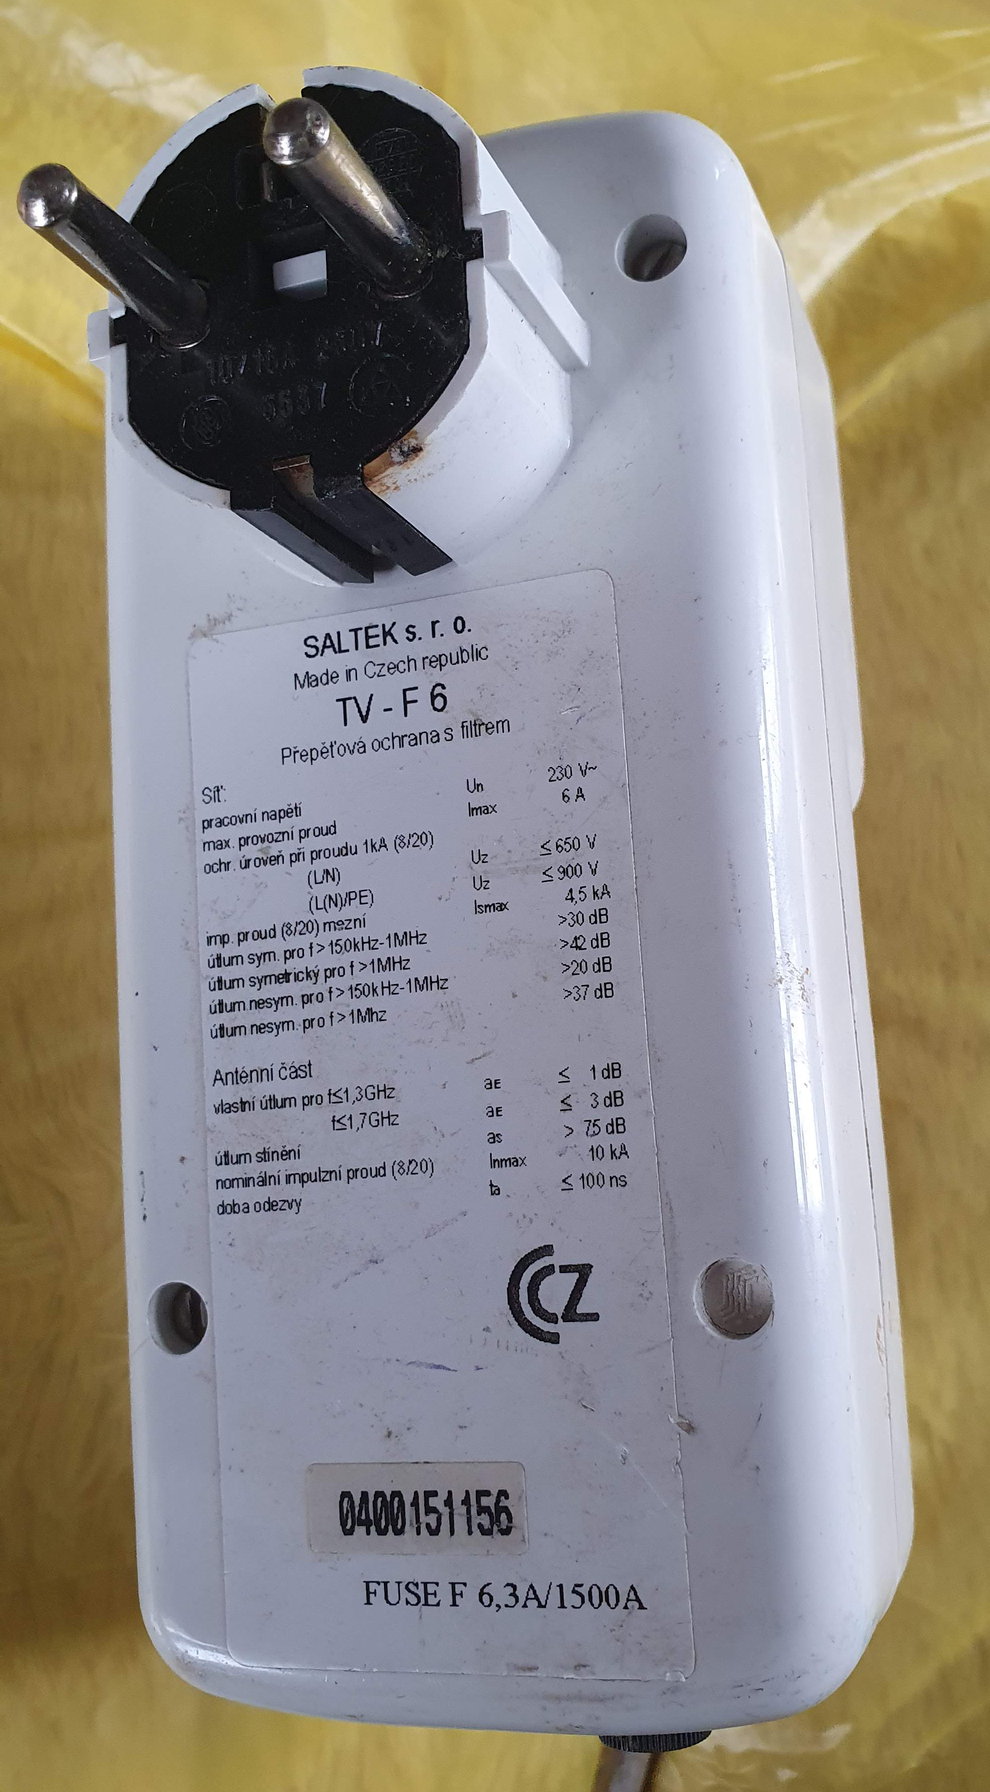 10/16A 250V
SALTEK s. r. o.
Made in Czech republic
TV - F 6
Přepěťová ochrana s filtrem
Síť:
pracovní napětí Un 230 V~
max. provozní proud Imax 6 A
ochr. úroveň při proudu 1kA (8/20)
(L/N) Uz ≤650 V
(L(N)/PE) Uz ≤900 V
imp. proud (8/20) mezní Ismax 4,5 kA
útlum sym. pro f>150kHz-1MHz >30 dB
útlum symetrický pro f >1MHz >42 dB
útlum nesym. pro f>150kHz-1MHz >20 dB
útlum nesym. pro f>1Mhz >37 dB
Anténní část
vlastní útlum pro f≤1,3GHz aE ≤ 1 dB
f≤1,7GHz aE ≤ 3 dB
útlum stínění as > 75 dB
nominální impulzní proud (8/20) Inmax 10 kA
doba odezvy ta ≤ 100 ns
CCZ
0400151156
FUSE F 6,3A/1500A